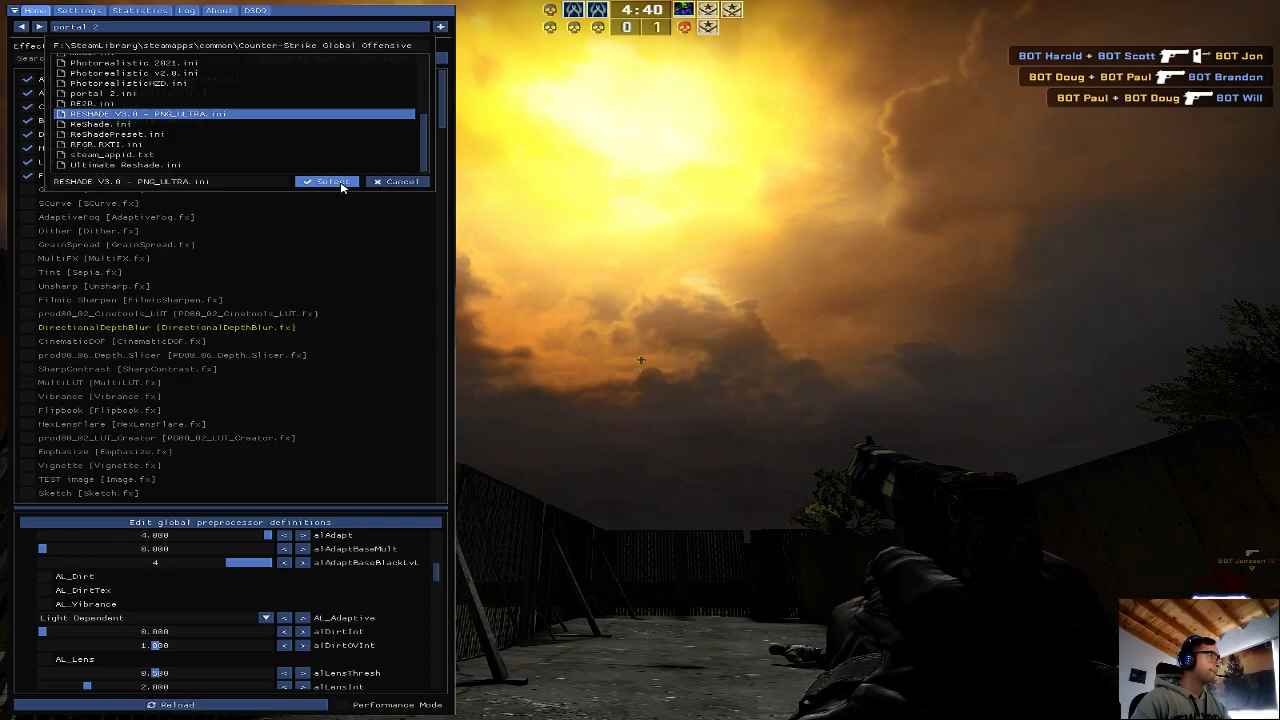 Home Settings Statistics Log About D3D9
portal 2
F:\SteamLibrary\steamapps\common\Counter-Strike Global Offensive
Photorealistic 2021.ini
Photorealistic v2.0.ini
PhotorealisticHZD.ini
portal 2.ini
RE2R.ini
RESHADE V3.0 - PNG_ULTRA.ini
ReShade.ini
ReShadePreset.ini
RFGR.RXTI.ini
steam_appid.txt
Ultimate Reshade.ini
RESHADE V3.0 - PNG_ULTRA.ini Select Cancel
SCurve [SCurve.fx]
AdaptiveFog [AdaptiveFog.fx]
Dither [Dither.fx]
GrainSpread [GrainSpread.fx]
MultiFX [MultiFX.fx]
Tint [Sepia.fx]
Unsharp [Unsharp.fx]
Filmic Sharpen [FilmicSharpen.fx]
prod80_02_Cinetools_LUT [PD80_02_Cinetools_LUT.fx]
DirectionalDepthBlur [DirectionalDepthBlur.fx]
CinematicDOF [CinematicDOF.fx]
prod80_06_Depth_Slicer [PD80_06_Depth_Slicer.fx]
SharpContrast [SharpContrast.fx]
MultiLUT [MultiLUT.fx]
Vibrance [Vibrance.fx]
Flipbook [Flipbook.fx]
HexLensFlare [HexLensFlare.fx]
prod80_02_LUT_Creator [PD80_02_LUT_Creator.fx]
Emphasize [Emphasize.fx]
Vignette [Vignette.fx]
TEST image [Image.fx]
Sketch [Sketch.fx]
Edit global preprocessor definitions
4.000 < > alAdapt
0.000 < > alAdaptBaseMult
4 < > alAdaptBaseBlackLvL
AL_Dirt
AL_DirtTex
AL_Vibrance
Light Dependent < > AL_Adaptive
0.000 < > alDirtInt
1.000 < > alDirtOVInt
AL_Lens
< > alLensThresh
2.000 < > alLensInt
Reload Performance Mode
4:40
0 1
BOT Harold + BOT Scott BOT Jon
BOT Doug + BOT Paul BOT Brandon
BOT Paul + BOT Doug BOT Will